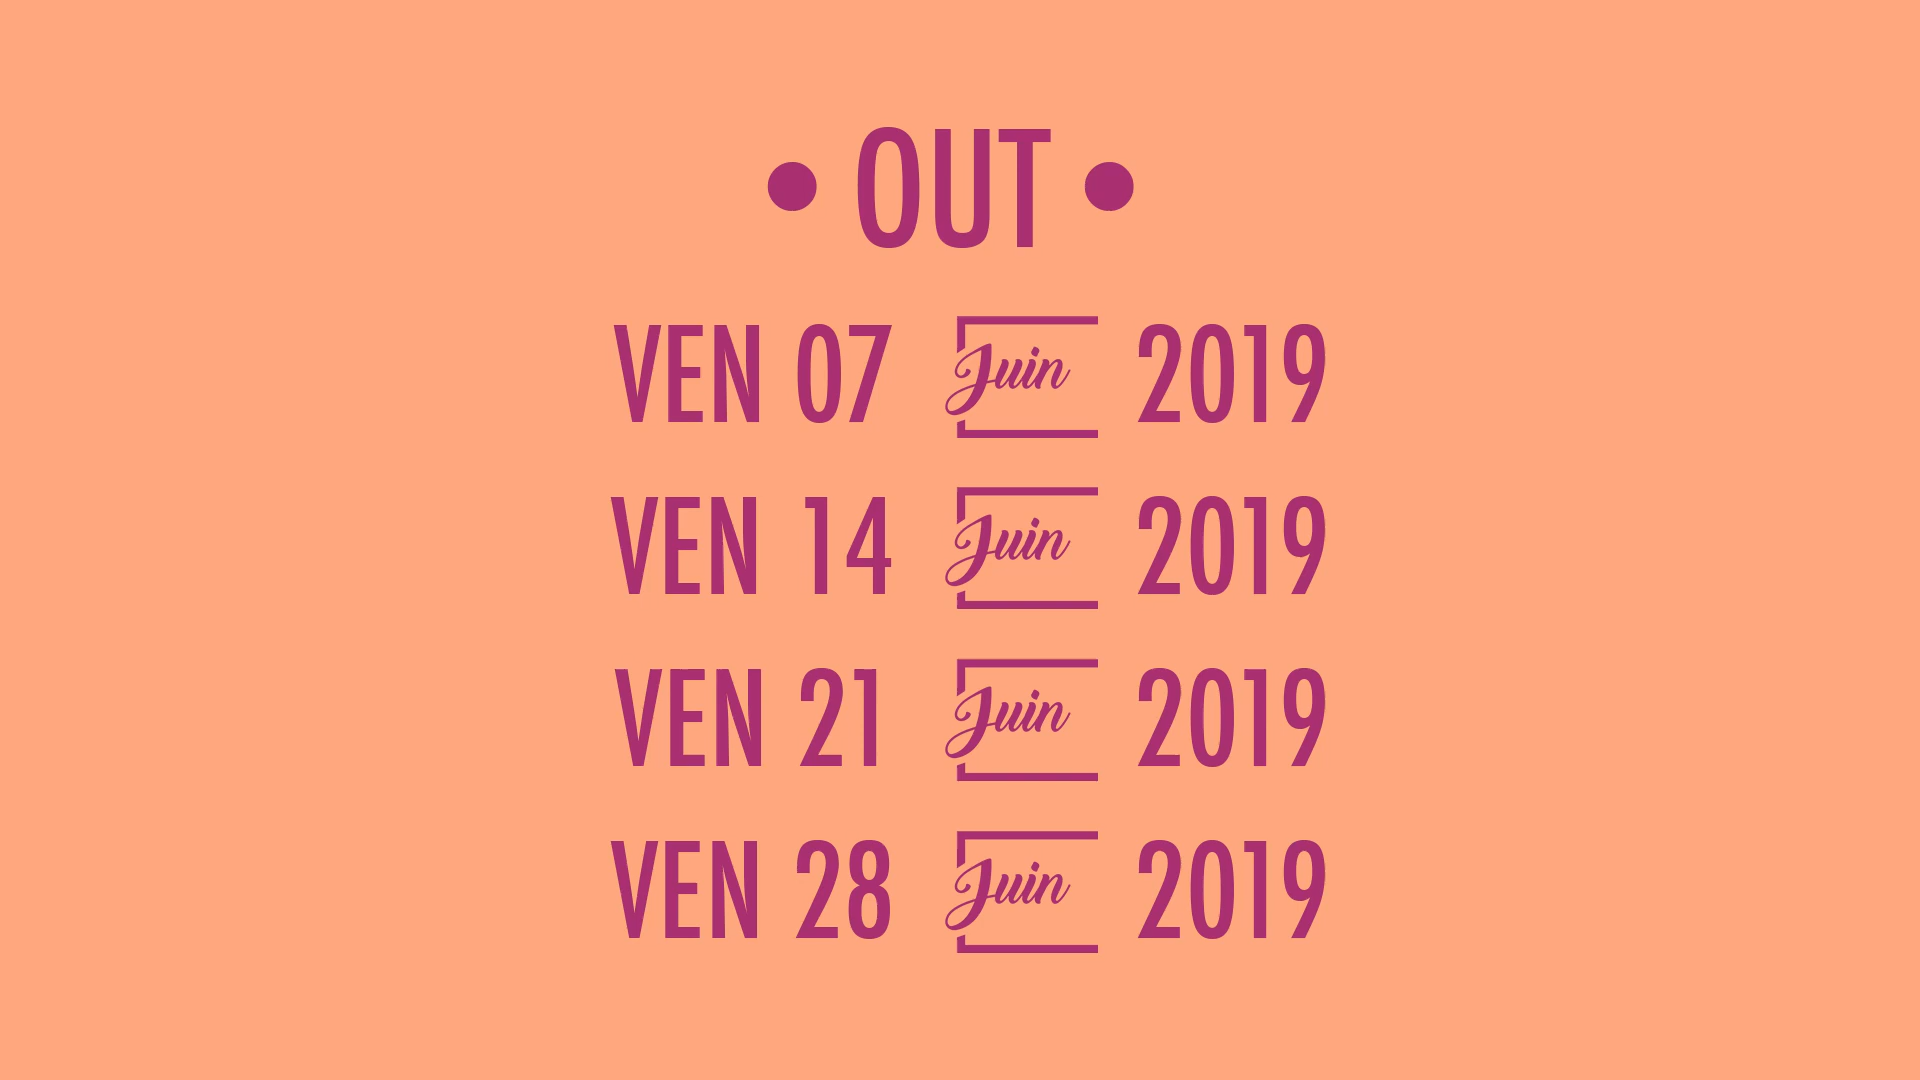 • OUT •
VEN 07 Juin 2019
VEN 14 Juin 2019
VEN 21 Juin 2019
VEN 28 Juin 2019